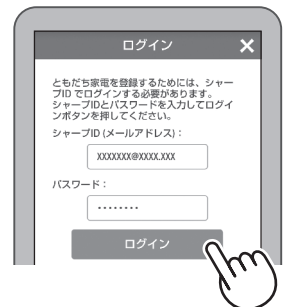 ログイン ×
ともだち家電を登録するためには、シャー
プID でログインする必要があります。
シャープIDとパスワードを入力してログイ
ンボタンを押してください。
シャープID (メールアドレス)：
XXXXXXX@XXXX.XXX
パスワード：
········
ログイン